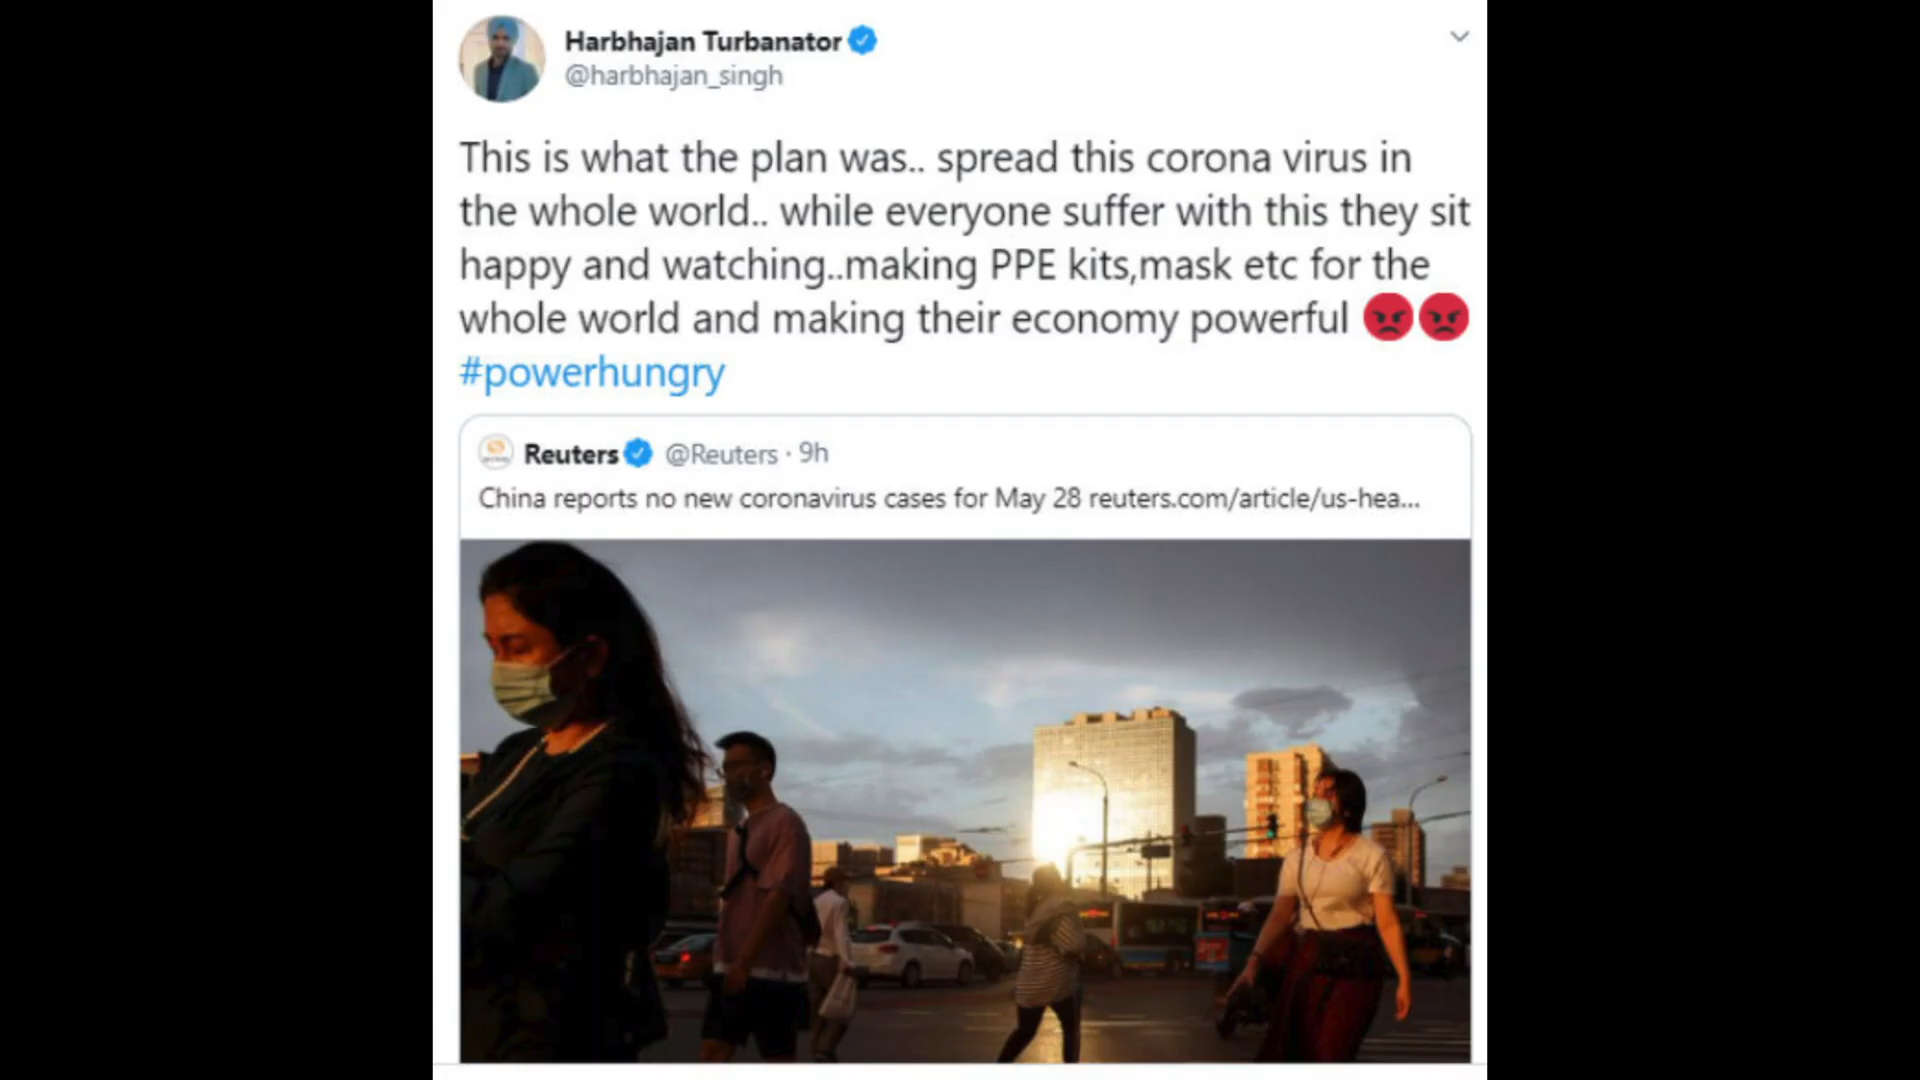 Harbhajan Turbanator
@harbhajan_singh
This is what the plan was.. spread this corona virus in
the whole world.. while everyone suffer with this they sit
happy and watching..making PPE kits,mask etc for the
whole world and making their economy powerful 😡😡
#powerhungry
Reuters @Reuters · 9h
China reports no new coronavirus cases for May 28 reuters.com/article/us-hea...